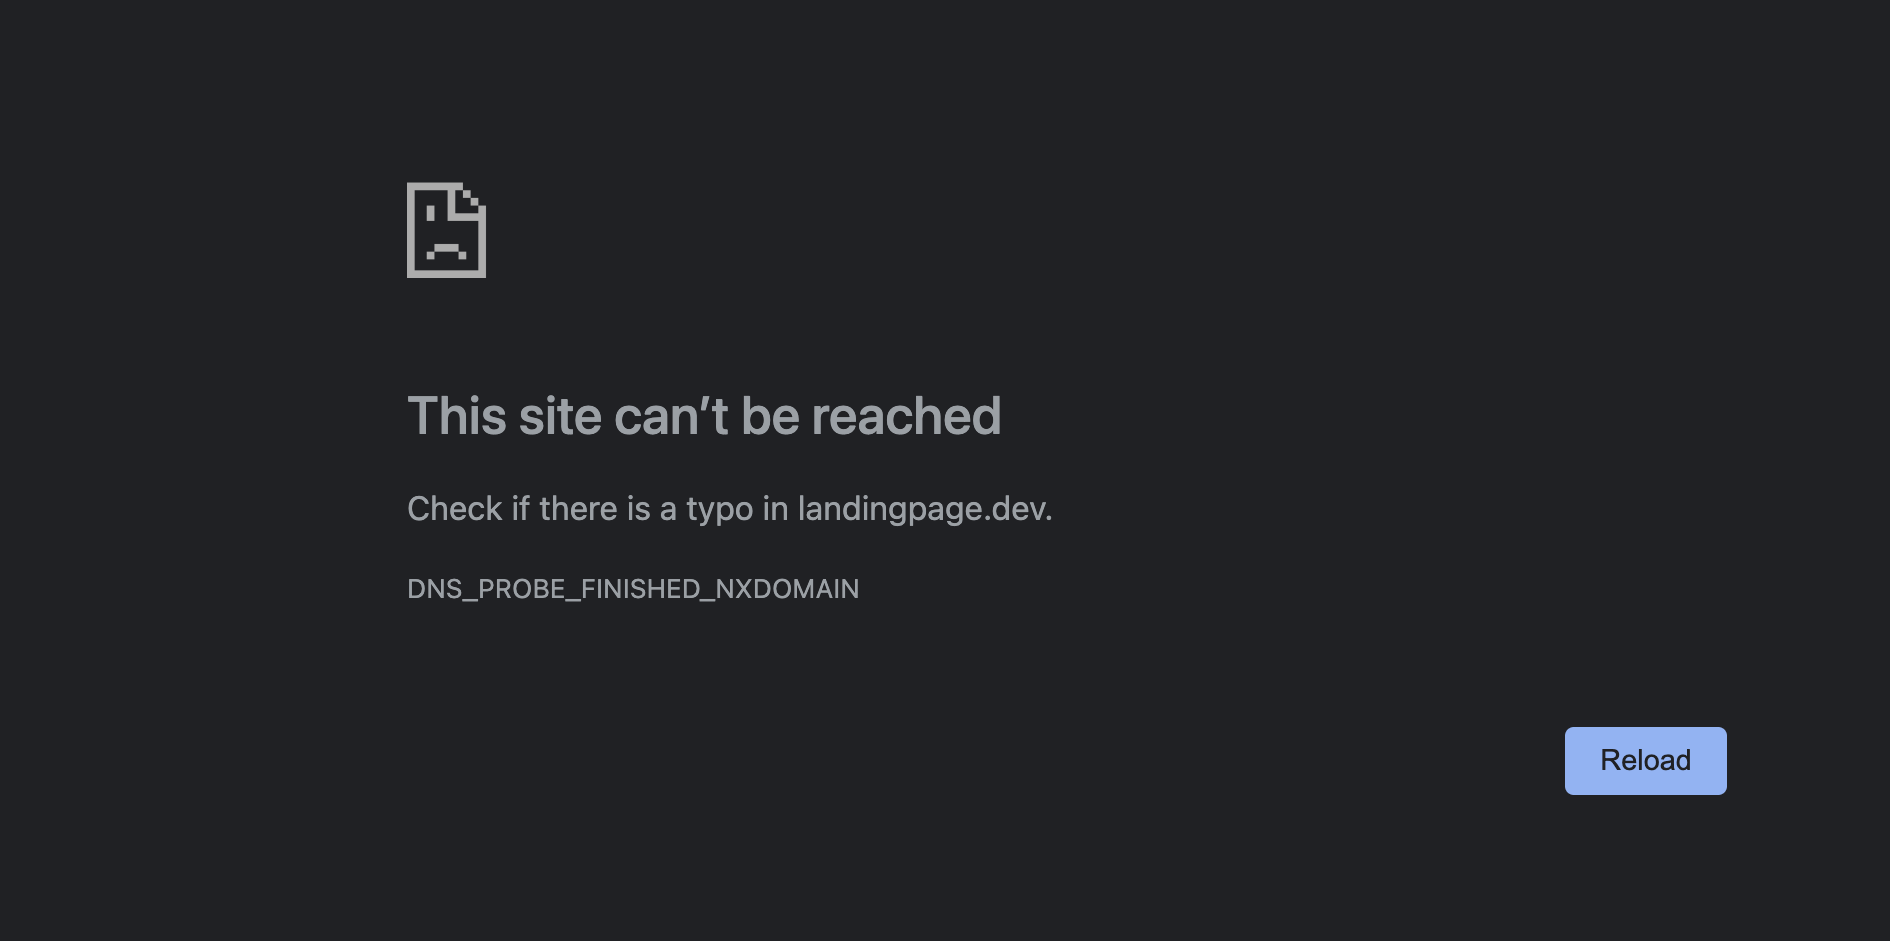 This site can’t be reached
Check if there is a typo in landingpage.dev.
DNS_PROBE_FINISHED_NXDOMAIN
Reload